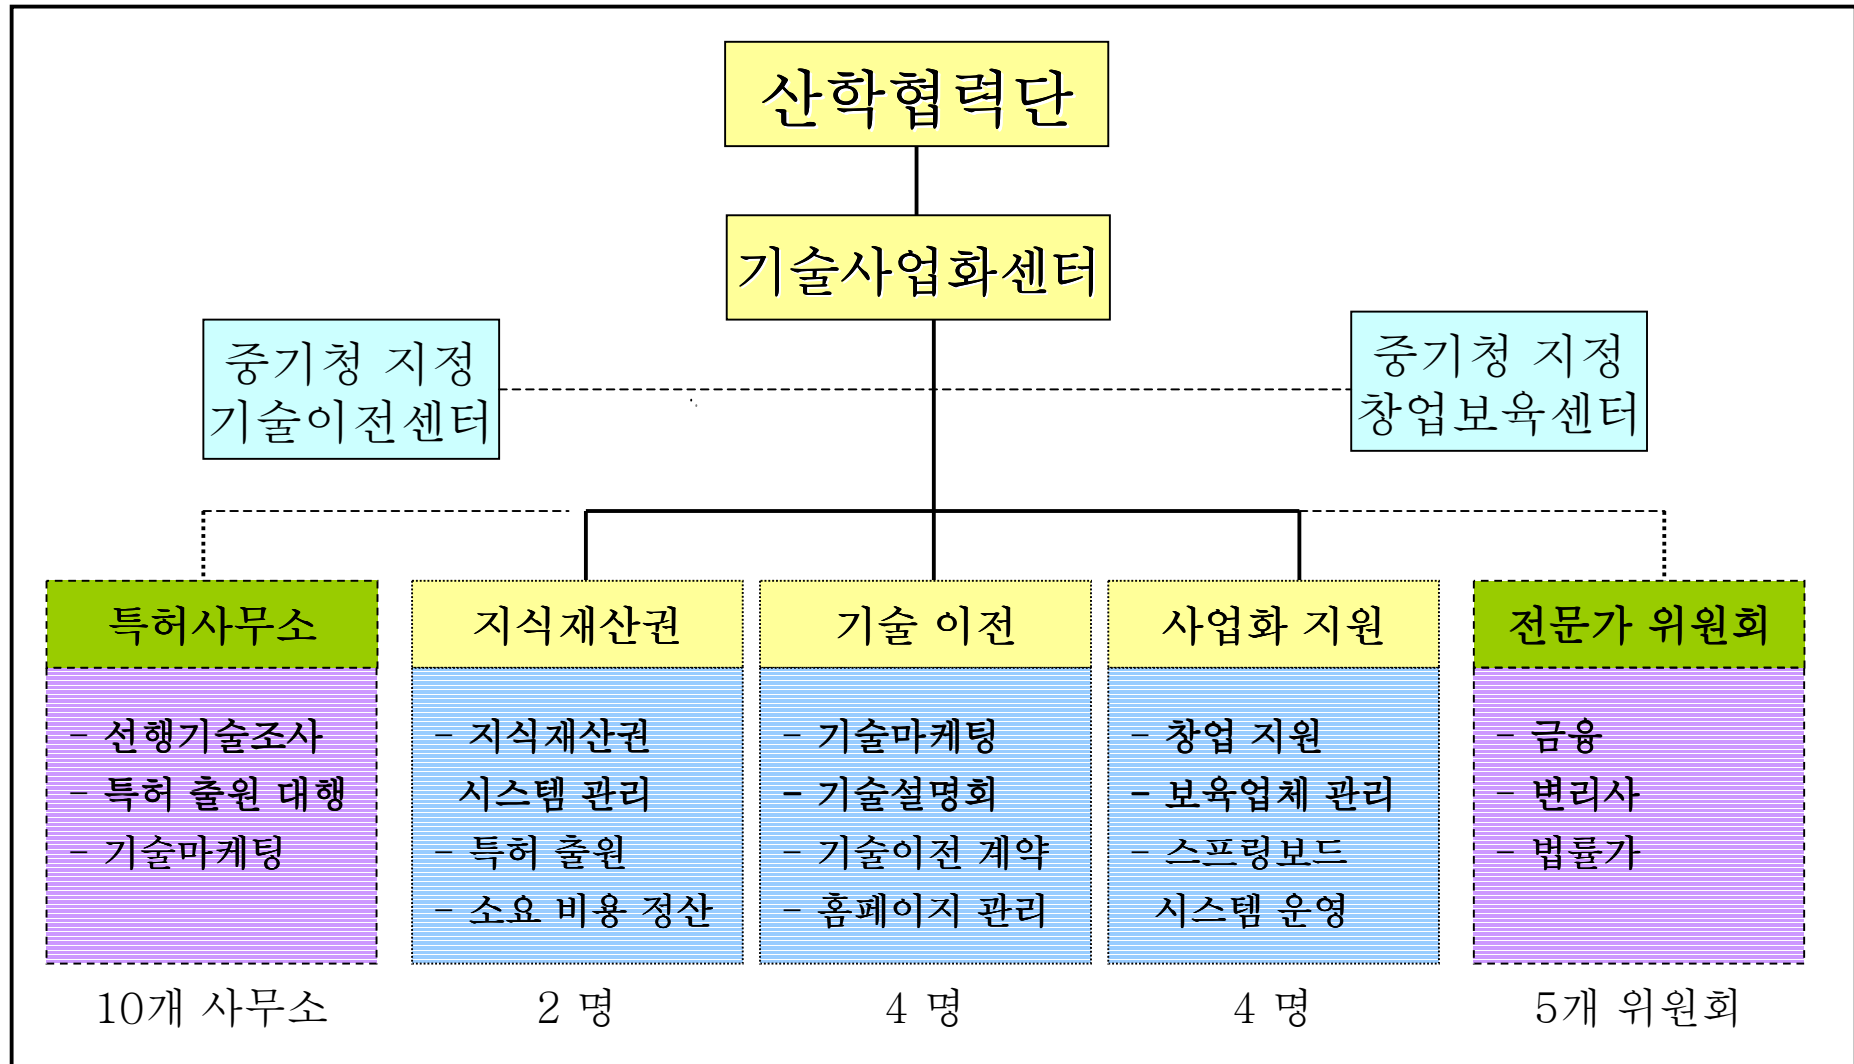 산학협력단
기술사업화센터
중기청 지정
기술이전센터
중기청 지정
창업보육센터
특허사무소
- 선행기술조사
- 특허 출원 대행
- 기술마케팅
10개 사무소
지식재산권
- 지식재산권
시스템 관리
- 특허 출원
- 소요 비용 정산
2 명
기술 이전
- 기술마케팅
- 기술설명회
- 기술이전 계약
- 홈페이지 관리
4 명
사업화 지원
- 창업 지원
- 보육업체 관리
- 스프링보드
시스템 운영
4 명
전문가 위원회
- 금융
- 변리사
- 법률가
5개 위원회